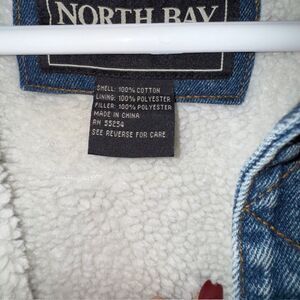 NORTH BAY
SHELL: 100% COTTON
LINING: 100% POLYESTER
FILLER: 100% POLYESTER
MADE IN CHINA
RN 55254
SEE REVERSE FOR CARE